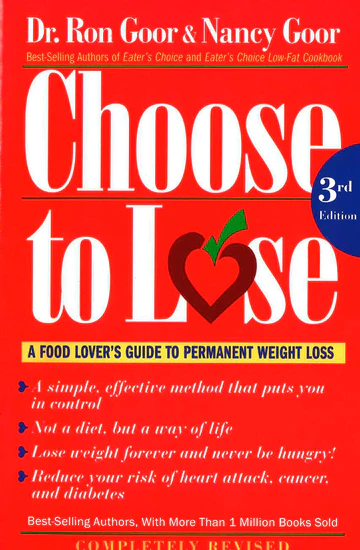 Dr. Ron Goor & Nancy Goor
Best-Selling Authors of Eater's Choice and Eater's Choice Low-Fat Cookbook
Choose
to Lose
3rd
Edition
A FOOD LOVER'S GUIDE TO PERMANENT WEIGHT LOSS
A simple, effective method that puts you
in control
Not a diet, but a way of life
Lose weight forever and never be hungry!
Reduce your risk of heart attack, cancer,
and diabetes
Best-Selling Authors, With More Than 1 Million Books Sold
COMPLETELY REVISED